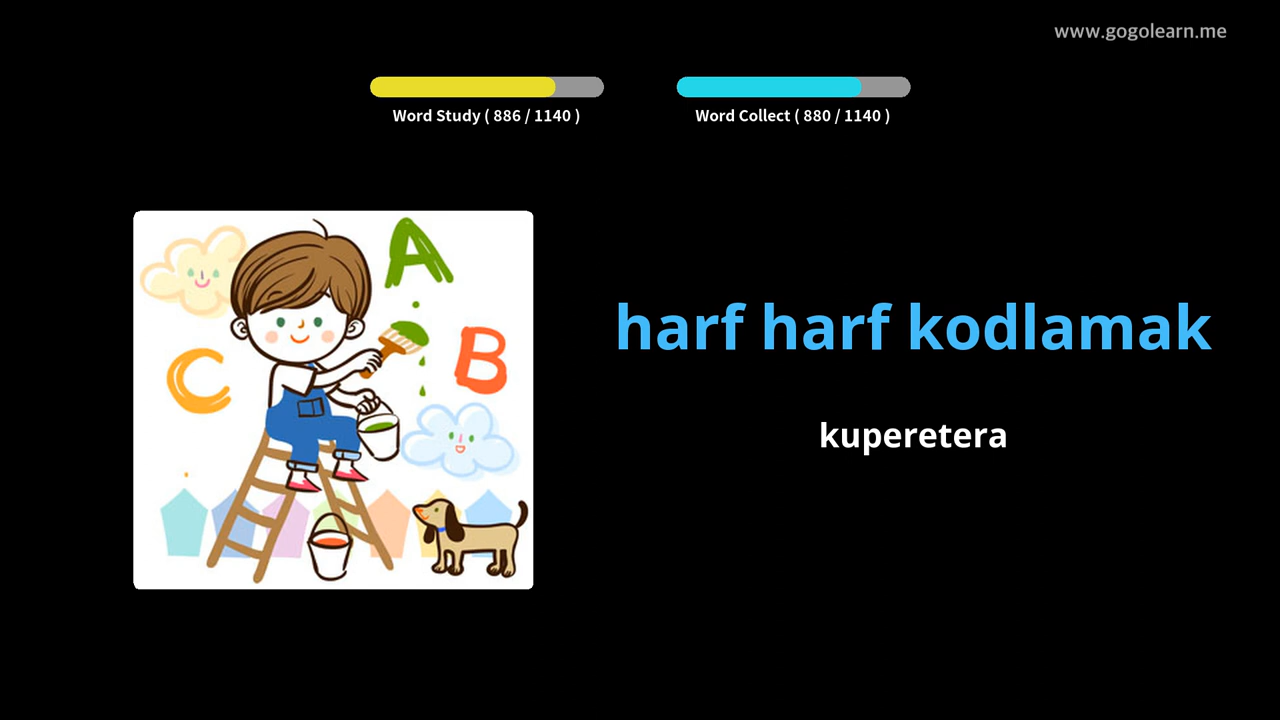 www.gogolearn.me
Word Study ( 886 / 1140 )
Word Collect ( 880 / 1140 )
A
B
C
harf harf kodlamak
kuperetera